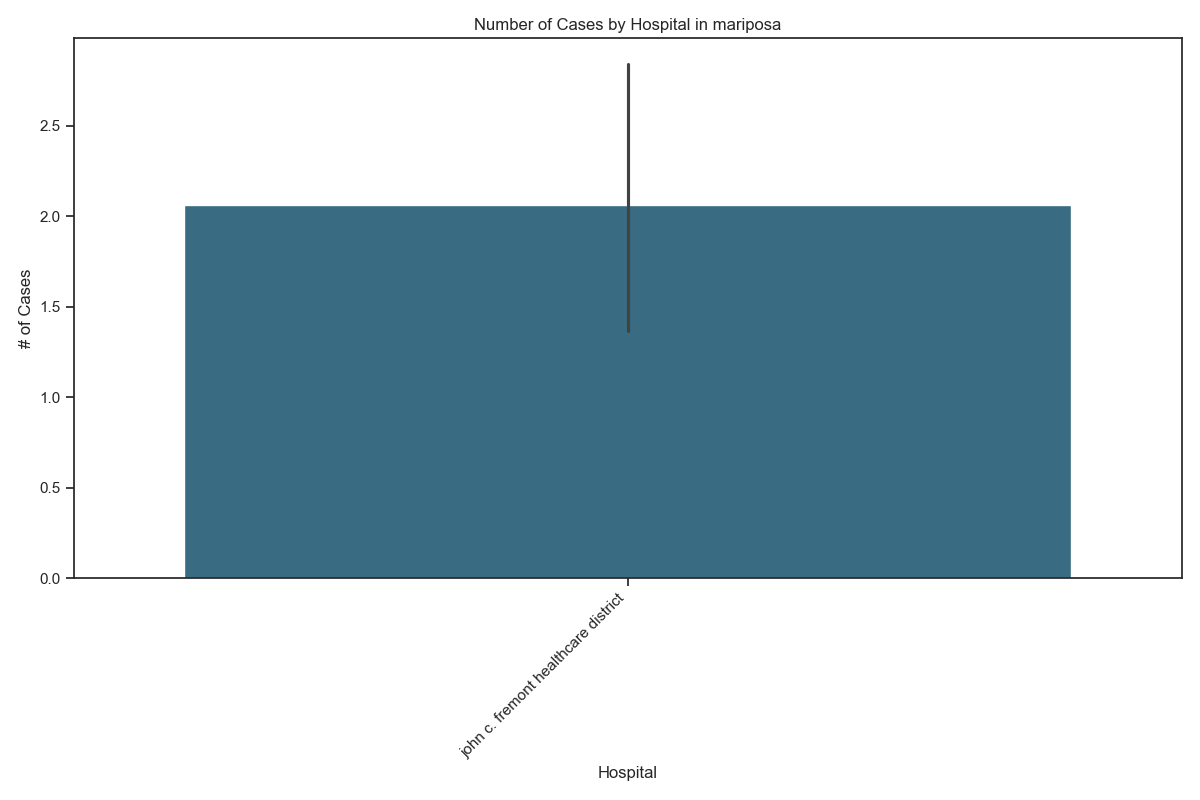 Number of Cases by Hospital in mariposa
# of Cases
2.5
2.0
1.5
1.0
0.5
0.0
john c. fremont healthcare district
Hospital